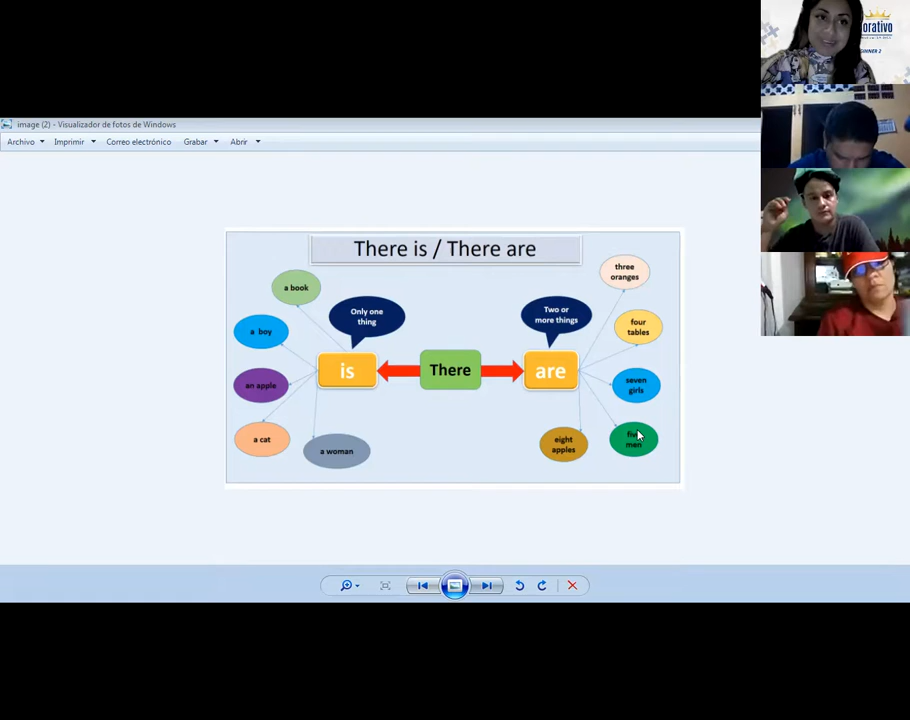 image (2) - Visualizador de fotos de Windows
Archivo
Imprimir
Correo electrónico
Grabar
Abrir
There is / There are
a book
a boy
an apple
a cat
a woman
Only one
thing
is
There
are
Two or
more things
three
oranges
four
tables
seven
girls
men
eight
apples